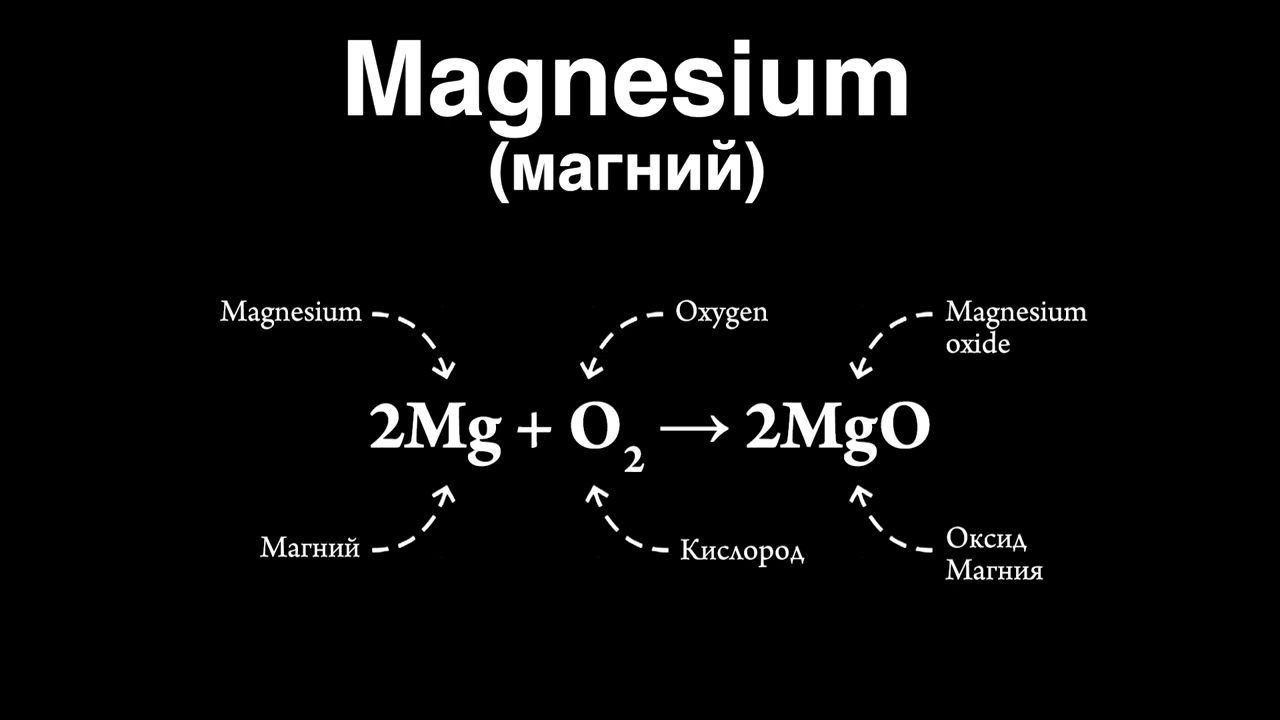 Magnesium
(магний)
Magnesium
Oxygen
Magnesium
oxide
2Mg + O₂ → 2MgO
Магний
Кислород
Оксид
Магния